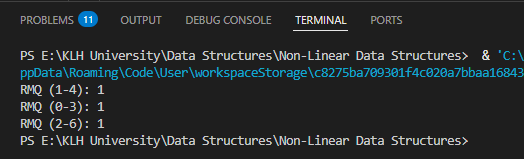 PROBLEMS 11 OUTPUT DEBUG CONSOLE TERMINAL PORTS
PS E:\KLH University\Data Structures\Non-Linear Data Structures>  & 'C:\
ppData\Roaming\Code\User\workspaceStorage\c8275ba709301f4c020a7bbaa16843
RMQ (1-4): 1
RMQ (0-3): 1
RMQ (2-6): 1
PS E:\KLH University\Data Structures\Non-Linear Data Structures>